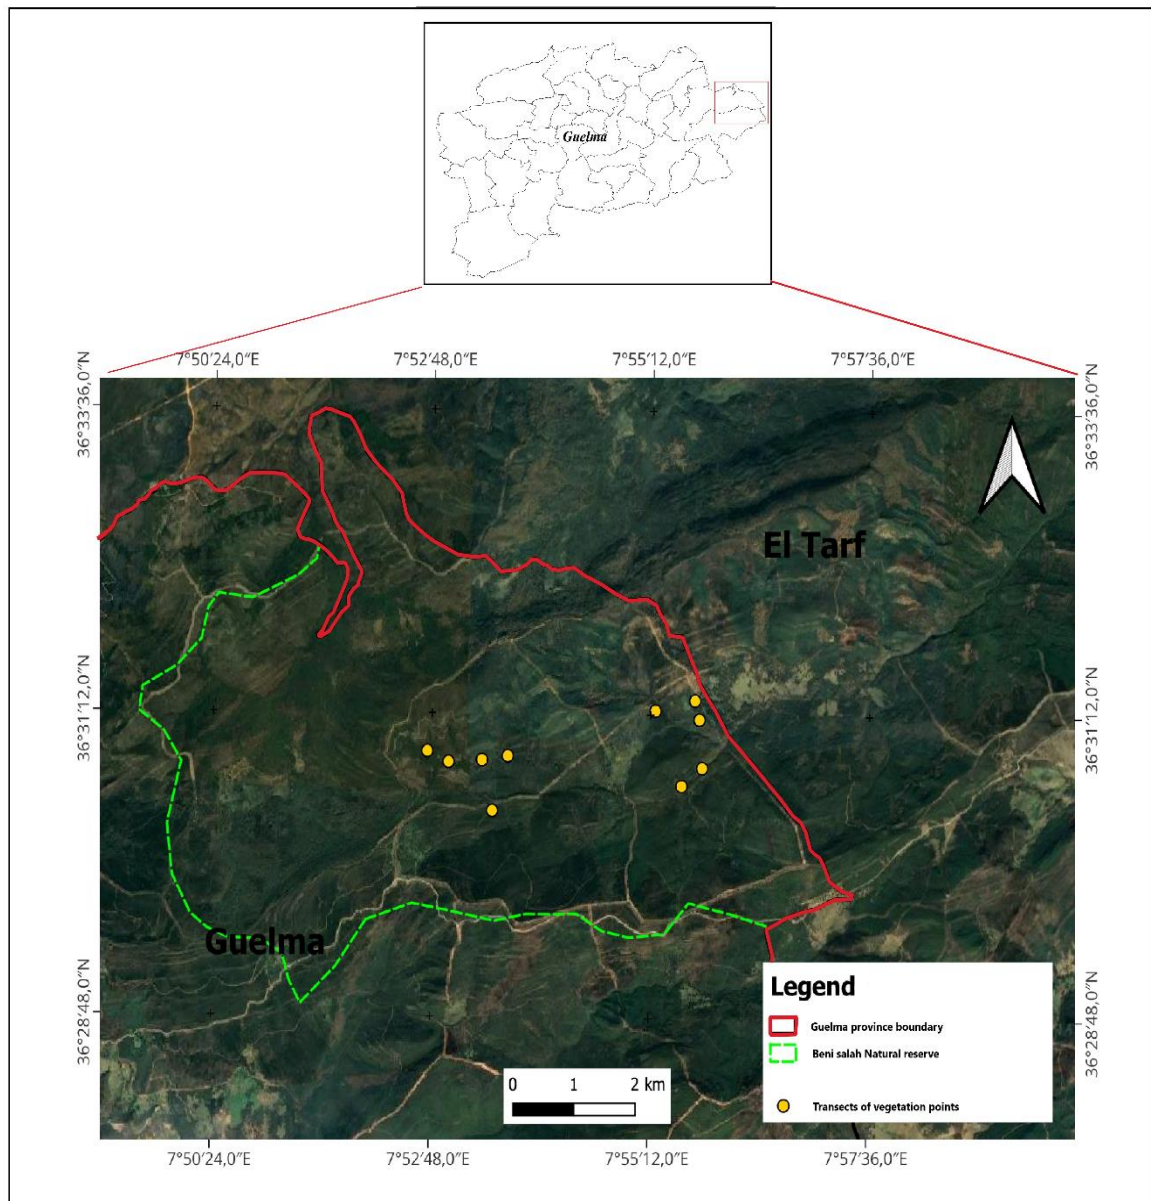 Guelma
7°50′24,0″E 7°52′48,0″E 7°55′12,0″E 7°57′36,0″E
36°33′36,0″N
36°33′36,0″N
El Tarf
36°31′12,0″N
36°31′12,0″N
Guelma
36°28′48,0″N
36°28′48,0″N
Legend
Guelma province boundary
Beni salah Natural reserve
Transects of vegetation points
0 1 2 km
7°50′24,0″E 7°52′48,0″E 7°55′12,0″E 7°57′36,0″E